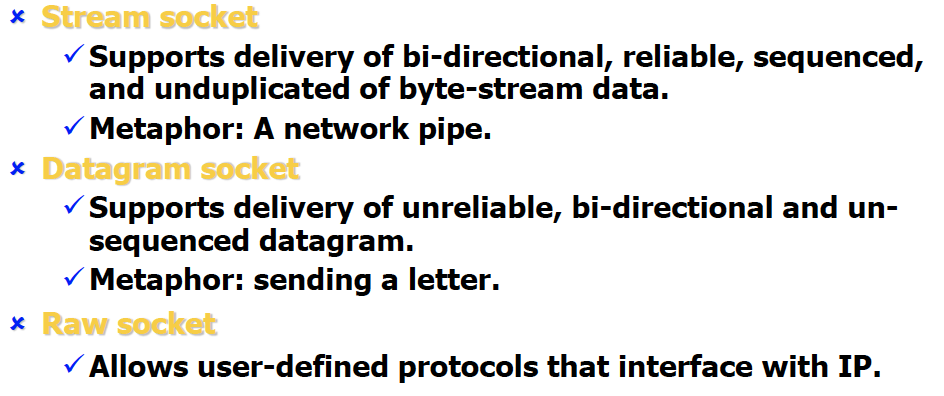 Stream socket
Supports delivery of bi-directional, reliable, sequenced,
and unduplicated of byte-stream data.
Metaphor: A network pipe.
Datagram socket
Supports delivery of unreliable, bi-directional and un-
sequenced datagram.
Metaphor: sending a letter.
Raw socket
Allows user-defined protocols that interface with IP.